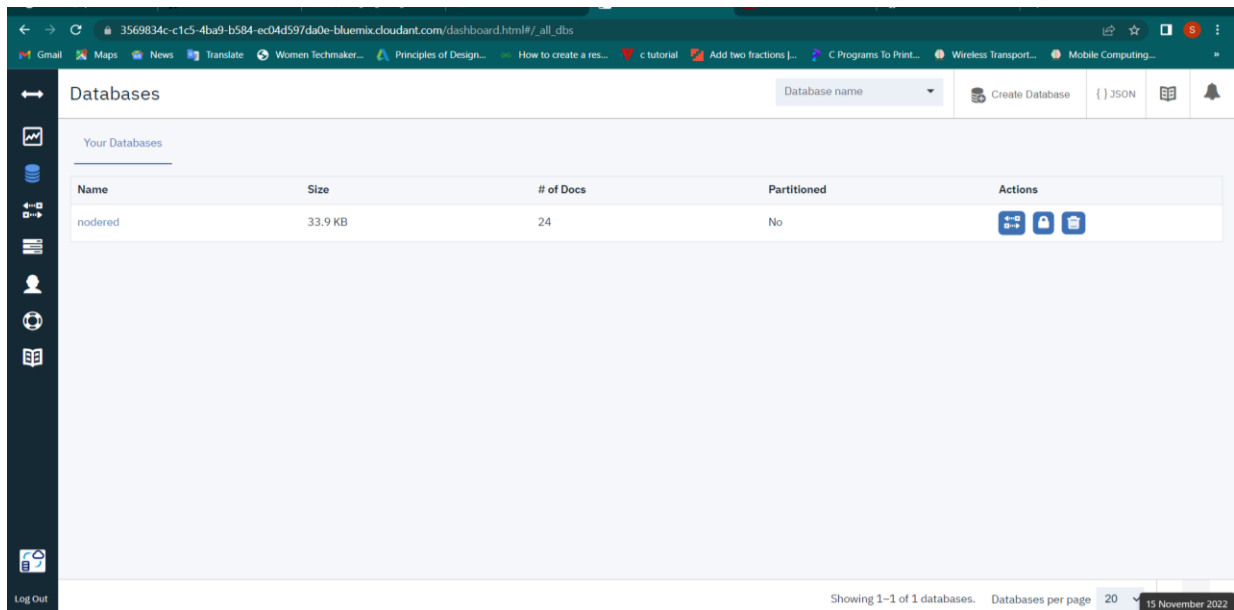 3569834c-c1c5-4ba9-b584-ec04d597da0e-bluemix.cloudant.com/dashboard.html#/_all_dbs
S
Gmail Maps News Translate Women Techmaker... Principles of Design... How to create a res... c tutorial Add two fractions |... C Programs To Print... Wireless Transport... Mobile Computing... »
Databases Database name Create Database { } JSON
Your Databases
Name Size # of Docs Partitioned Actions
nodered 33.9 KB 24 No
Log Out Showing 1–1 of 1 databases. Databases per page 20
15 November 2022